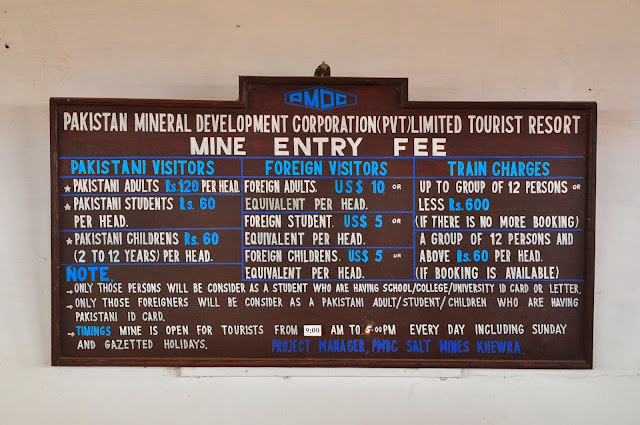 PMDC
PAKISTAN MINERAL DEVELOPMENT CORPORATION(PVT)LIMITED TOURIST RESORT
MINE ENTRY FEE
PAKISTANI VISITORS
* PAKISTANI ADULTS Rs.120 PER HEAD.
* PAKISTANI STUDENTS Rs. 60
PER HEAD.
* PAKISTANI CHILDRENS Rs. 60
(2 TO 12 YEARS) PER HEAD.
FOREIGN VISITORS
FOREIGN ADULTS. US$ 10 OR
EQUIVALENT PER HEAD.
FOREIGN STUDENT. US$ 5 OR
EQUIVALENT PER HEAD.
FOREIGN CHILDRENS. US$ 5 OR
EQUIVALENT PER HEAD.
TRAIN CHARGES
UP TO GROUP OF 12 PERSONS OR
LESS Rs.600
(IF THERE IS NO MORE BOOKING)
A GROUP OF 12 PERSONS AND
ABOVE Rs.60 PER HEAD.
(IF BOOKING IS AVAILABLE)
NOTE.
→ ONLY THOSE PERSONS WILL BE CONSIDER AS A STUDENT WHO ARE HAVING SCHOOL/COLLEGE/UNIVERSITY ID CARD OR LETTER.
→ ONLY THOSE FOREIGNERS WILL BE CONSIDER AS A PAKISTANI ADULT/STUDENT/CHILDREN WHO ARE HAVING
PAKISTANI ID CARD.
→ TIMINGS MINE IS OPEN FOR TOURISTS FROM 9:00 AM TO 5:00PM EVERY DAY INCLUDING SUNDAY
AND GAZETTED HOLIDAYS.
PROJECT MANAGER, PMDC SALT MINES KHEWRA.